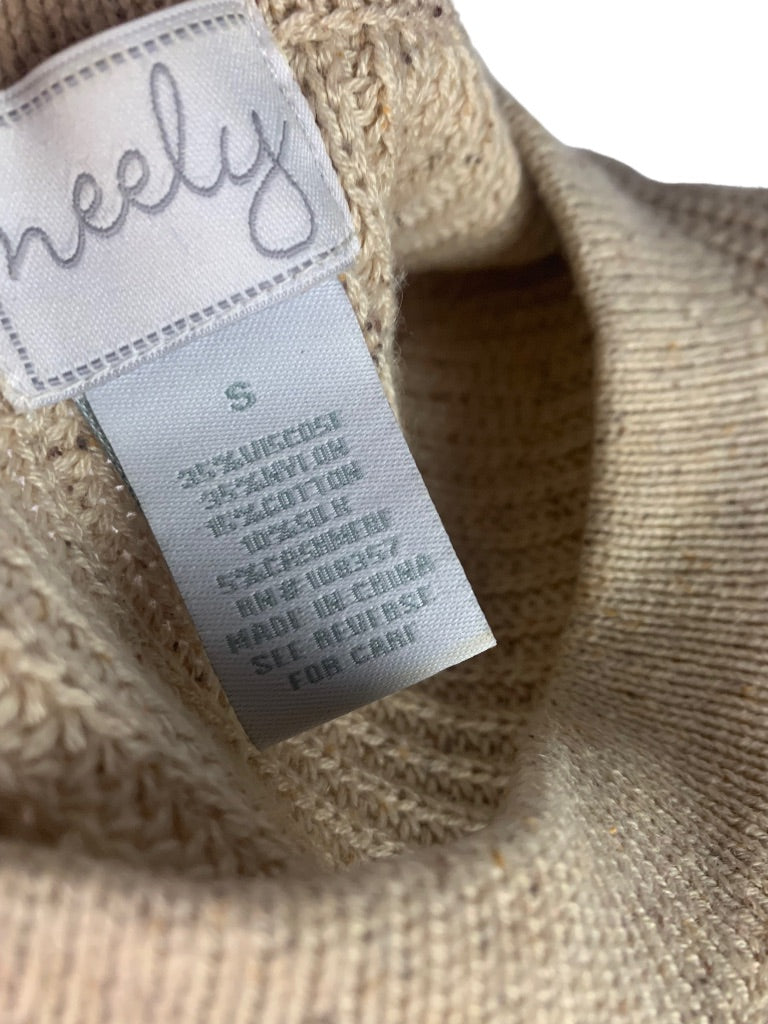 neely
S
35% VISCOSE
35% NYLON
15% COTTON
10% SILK
5% CASHMERE
RN # 108357
MADE IN CHINA
SEE REVERSE
FOR CARE